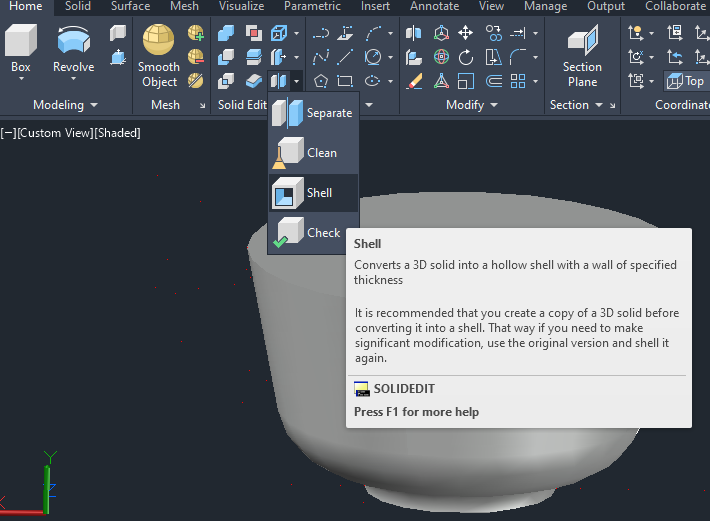 Home Solid Surface Mesh Visualize Parametric Insert Annotate View Manage Output Collaborate
Box Revolve Smooth Object Section Plane
Top
Modeling Mesh Solid Edit Modify Section Coordinat
[−][Custom View][Shaded]
Separate
Clean
Shell
Check
Shell
Converts a 3D solid into a hollow shell with a wall of specified
thickness
It is recommended that you create a copy of a 3D solid before
converting it into a shell. That way if you need to make
significant modification, use the original version and shell it
again.
SOLIDEDIT
Press F1 for more help
Y